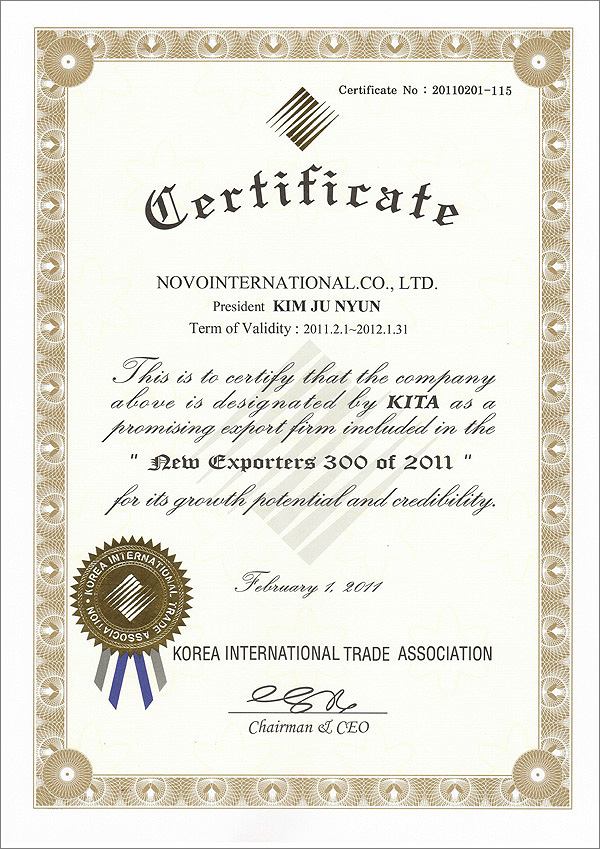 Certificate No : 20110201-115
Certificate
NOVOINTERNATIONAL.CO., LTD.
President KIM JU NYUN
Term of Validity : 2011.2.1~2012.1.31
This is to certify that the company
above is designated by KITA as a
promising export firm included in the
" New Exporters 300 of 2011 "
for its growth potential and credibility.
February 1, 2011
KOREA INTERNATIONAL TRADE ASSOCIATION
KOREA INTERNATIONAL TRADE ASSOCIATION
Chairman & CEO